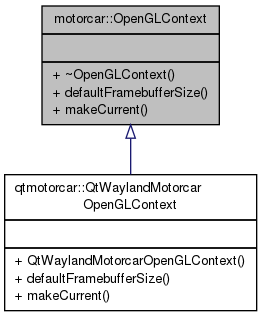 motorcar::OpenGLContext
+ ~OpenGLContext()
+ defaultFramebufferSize()
+ makeCurrent()
qtmotorcar::QtWaylandMotorcar
OpenGLContext
+ QtWaylandMotorcarOpenGLContext()
+ defaultFramebufferSize()
+ makeCurrent()